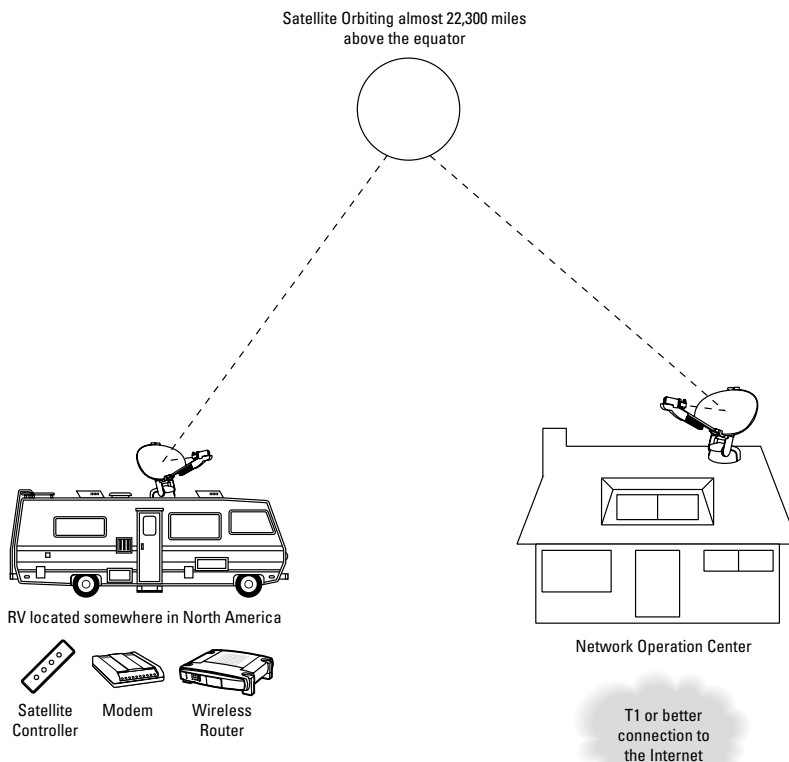 Satellite Orbiting almost 22,300 miles
above the equator
RV located somewhere in North America
Satellite
Controller
Modem
Wireless
Router
Network Operation Center
T1 or better
connection to
the Internet